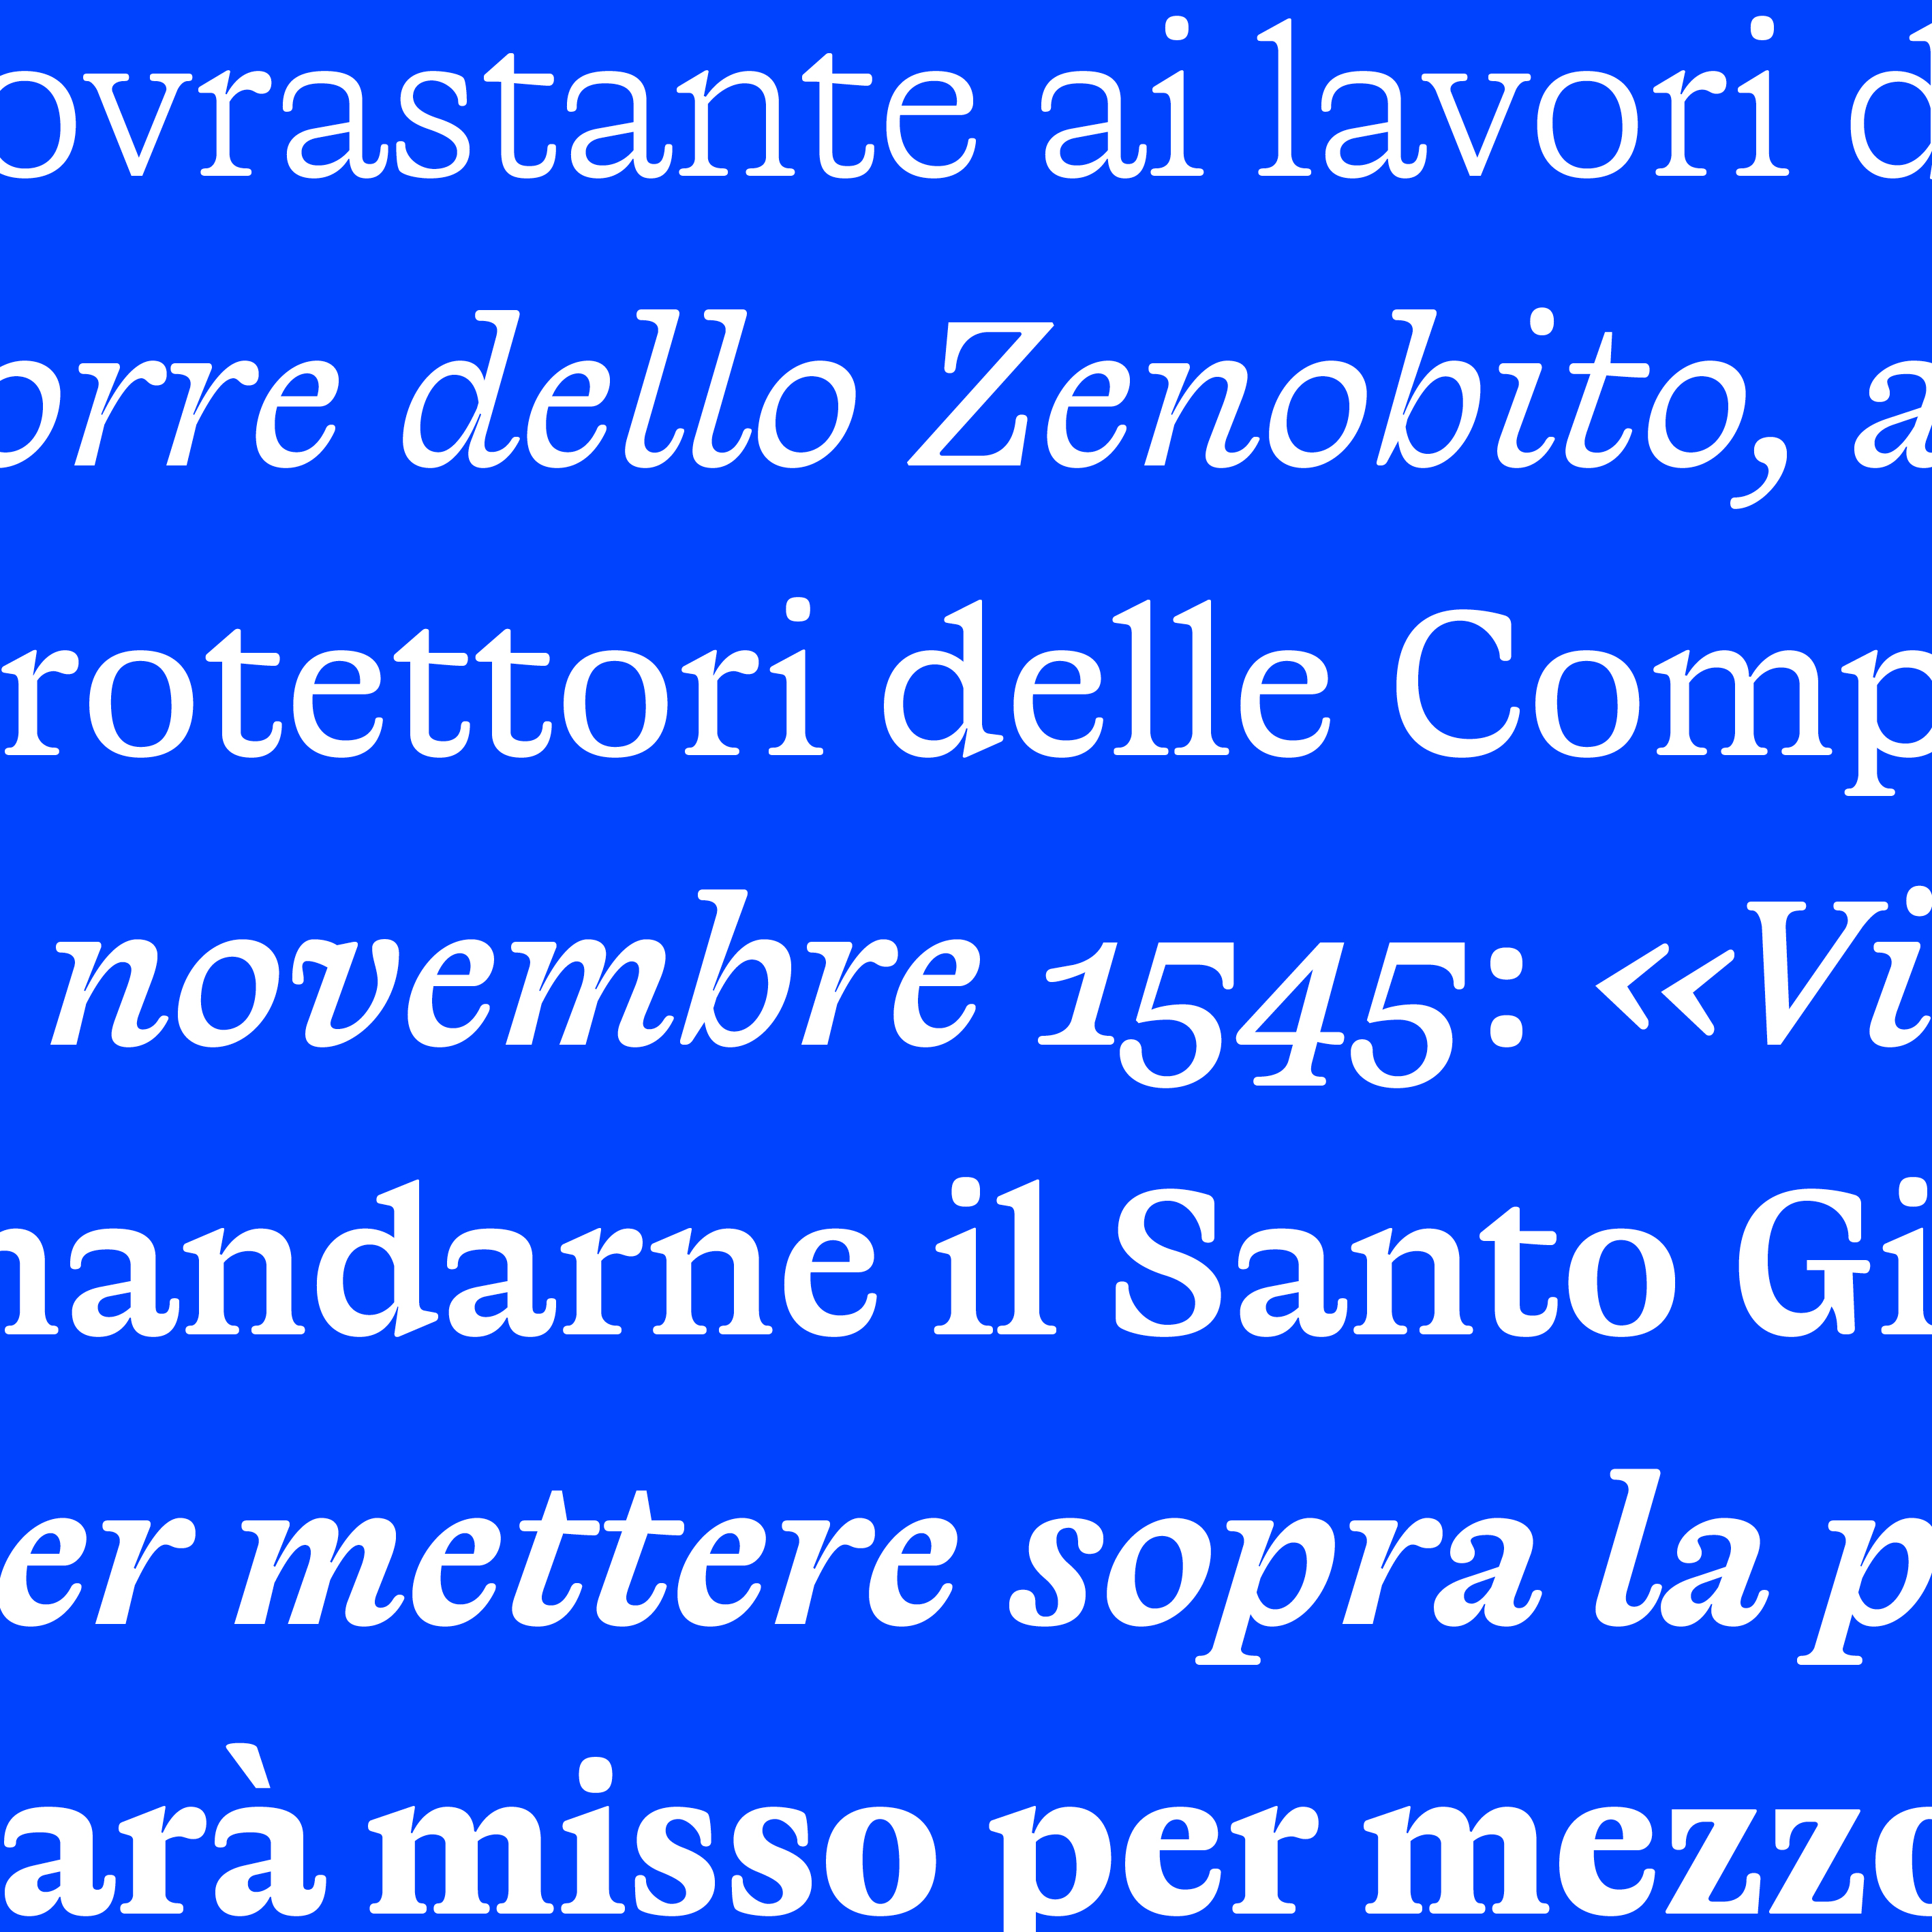 ovrastante ai lavori d
orre dello Zenobito, a
rotettori delle Comp
novembre 1545: «Vi
nandarne il Santo Gi
er mettere sopra la p
arà misso per mezzo